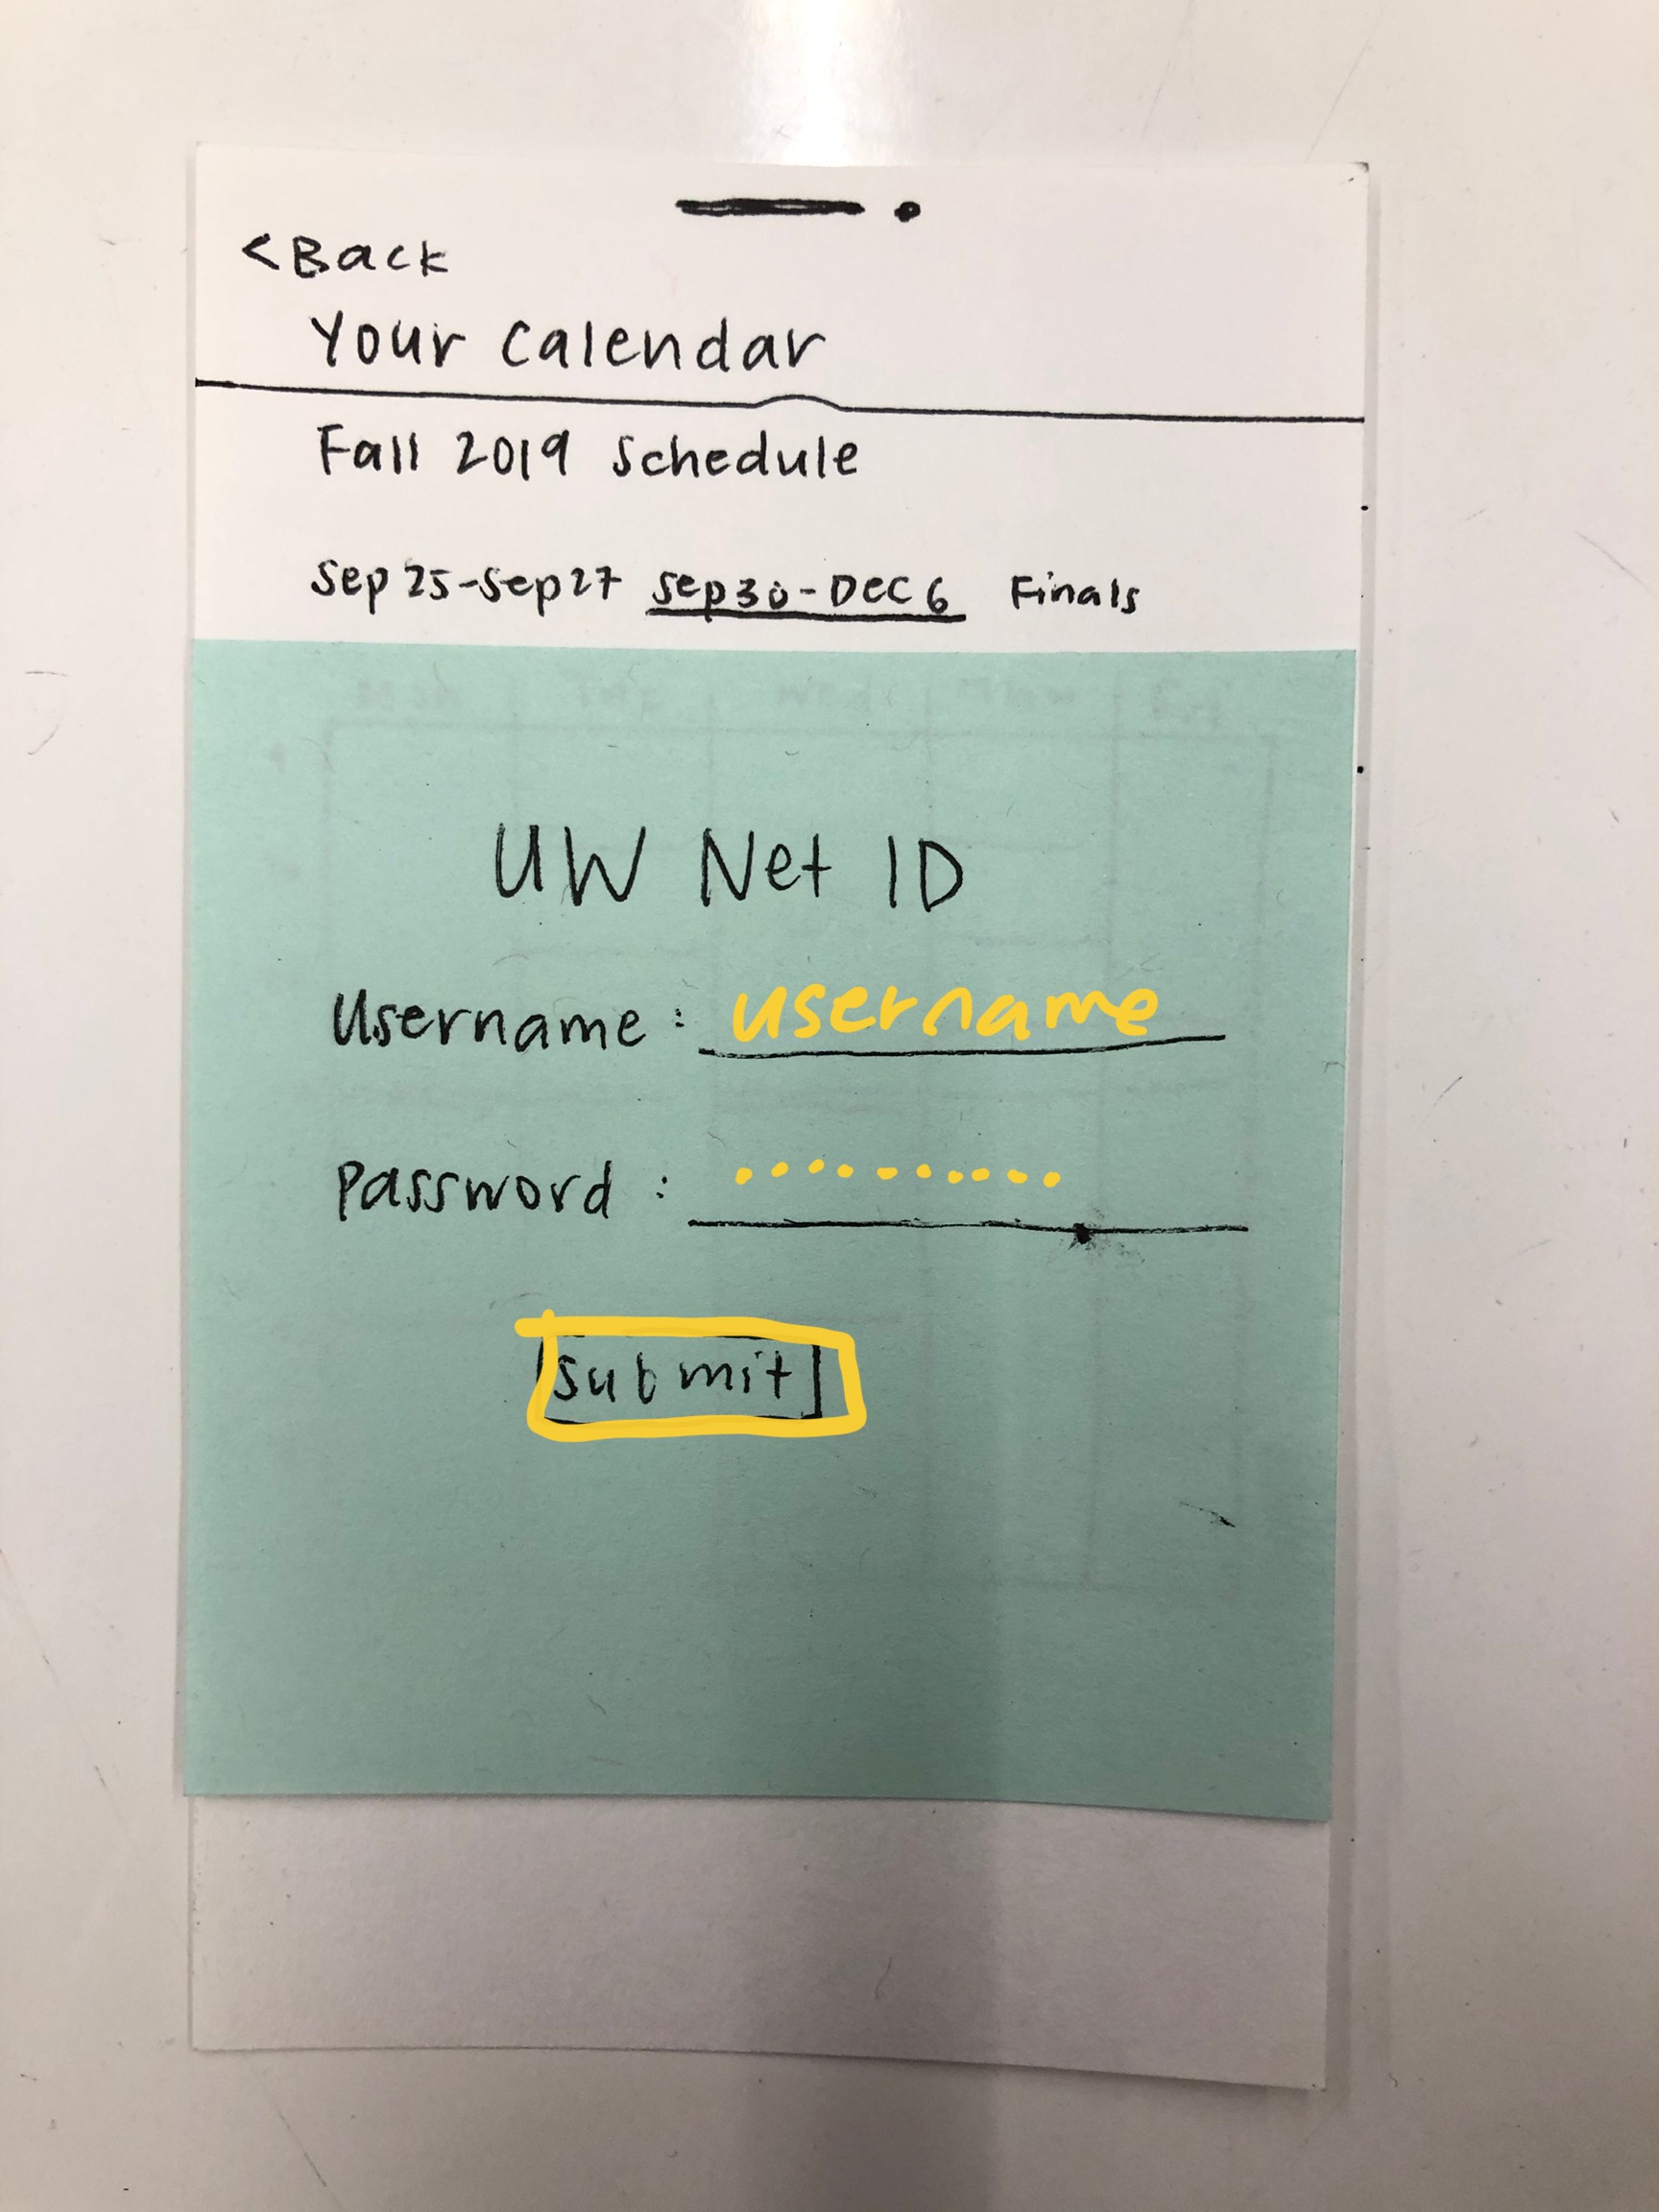 <Back
Your Calendar
Fall 2019 Schedule
Sep 25-Sep 27 Sep 30-DEC 6 Finals
UW Net ID
Username: username
Password: ••••••••••
Submit